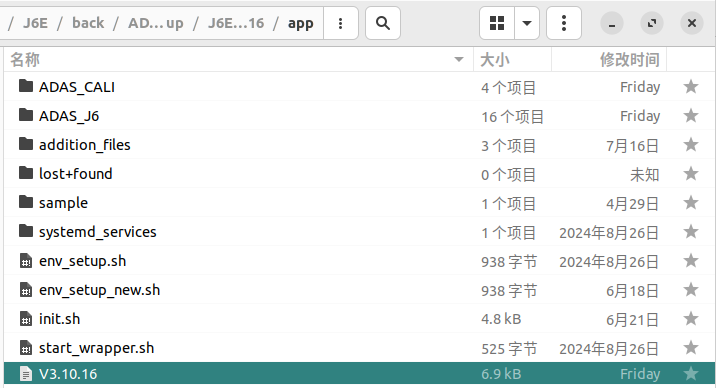 / J6E / back / AD...up / J6E...16 / app
名称 大小 修改时间
ADAS_CALI 4 个项目 Friday
ADAS_J6 16 个项目 Friday
addition_files 3 个项目 7月16日
lost+found 0 个项目 未知
sample 1 个项目 4月29日
systemd_services 1 个项目 2024年8月26日
env_setup.sh 938 字节 2024年8月26日
env_setup_new.sh 938 字节 6月18日
init.sh 4.8 kB 6月21日
start_wrapper.sh 525 字节 2024年8月26日
V3.10.16 6.9 kB Friday